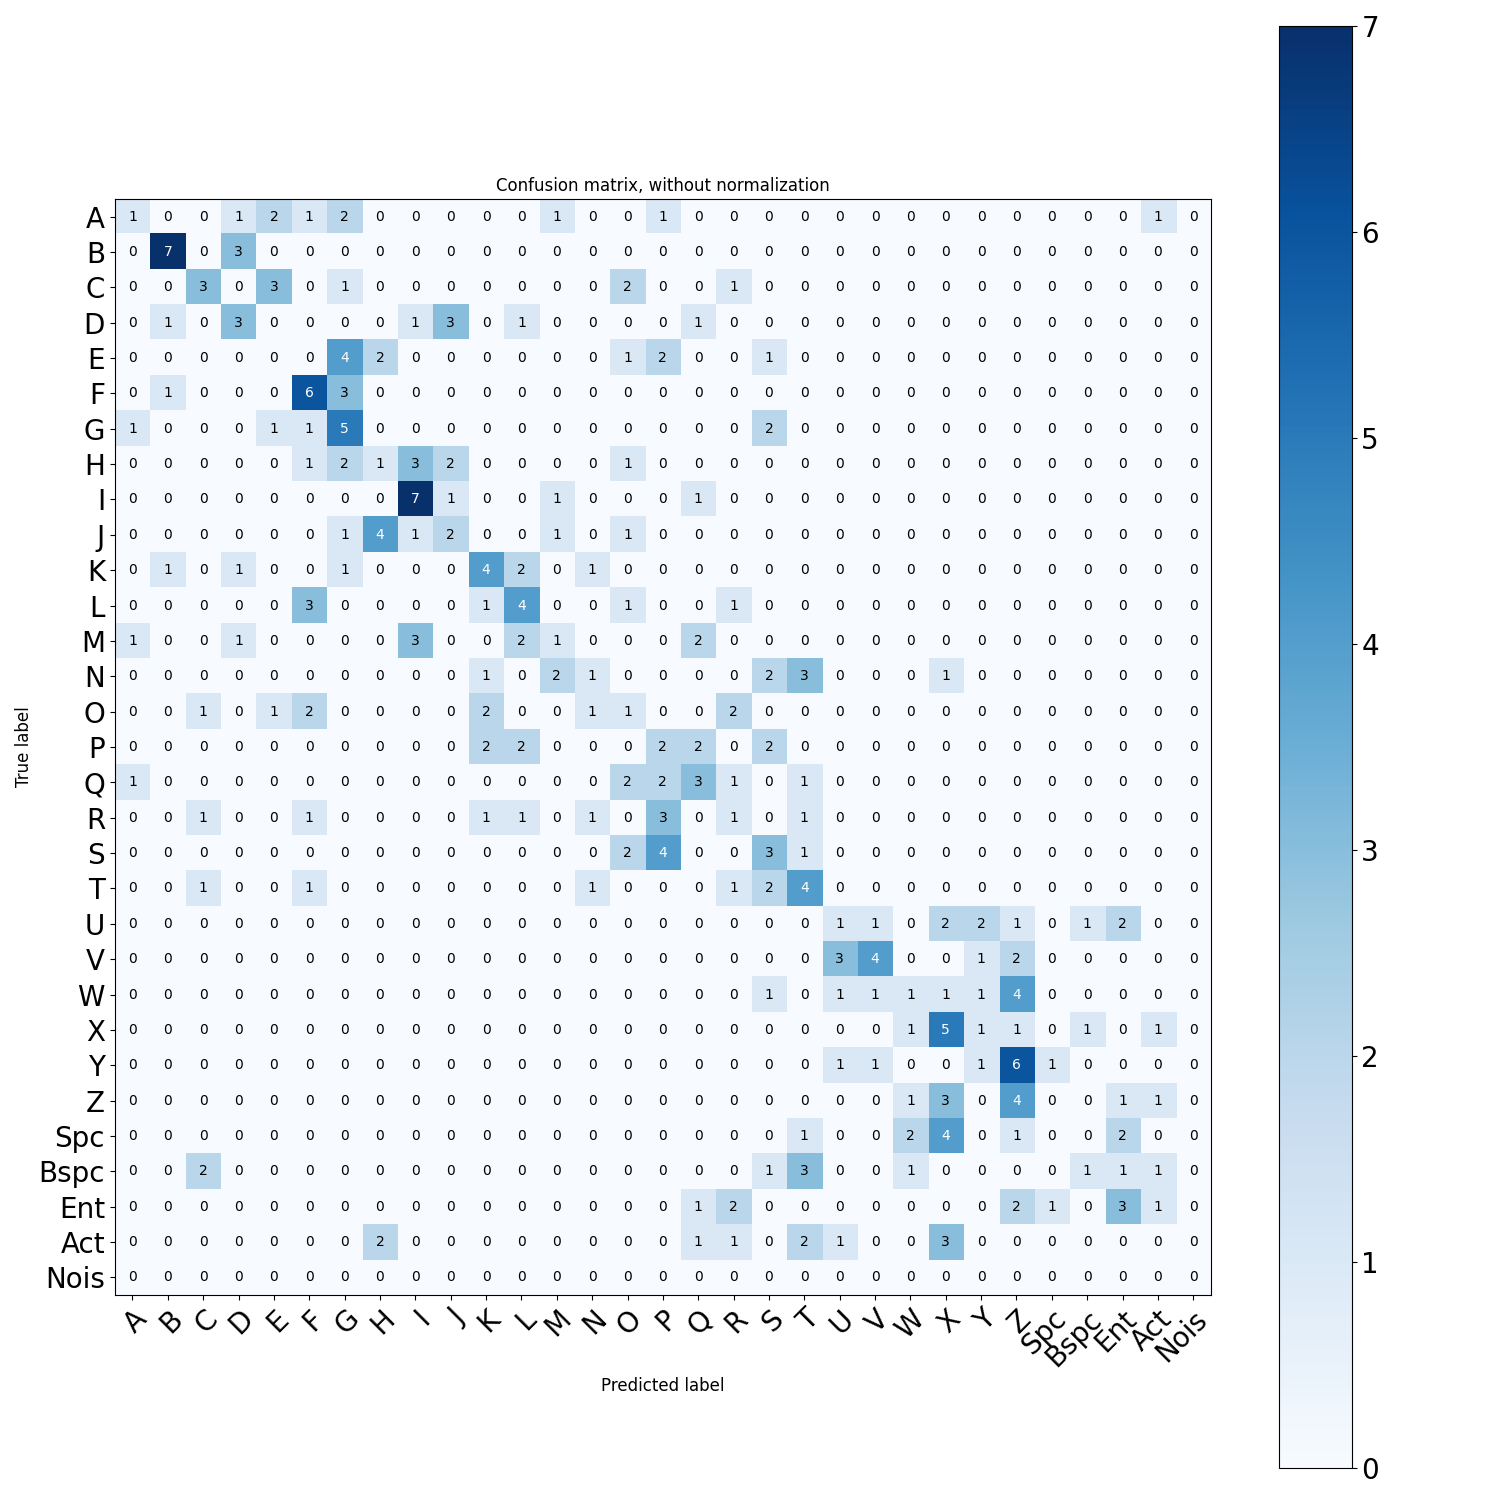 Confusion matrix, without normalization
A 1 0 0 1 2 1 2 0 0 0 0 0 1 0 0 1 0 0 0 0 0 0 0 0 0 0 0 0 0 1 0
B 0 7 0 3 0 0 0 0 0 0 0 0 0 0 0 0 0 0 0 0 0 0 0 0 0 0 0 0 0 0 0
C 0 0 3 0 3 0 1 0 0 0 0 0 0 0 2 0 0 1 0 0 0 0 0 0 0 0 0 0 0 0 0
D 0 1 0 3 0 0 0 0 1 3 0 1 0 0 0 0 1 0 0 0 0 0 0 0 0 0 0 0 0 0 0
E 0 0 0 0 0 0 4 2 0 0 0 0 0 0 1 2 0 0 1 0 0 0 0 0 0 0 0 0 0 0 0
F 0 1 0 0 0 6 3 0 0 0 0 0 0 0 0 0 0 0 0 0 0 0 0 0 0 0 0 0 0 0 0
G 1 0 0 0 1 1 5 0 0 0 0 0 0 0 0 0 0 0 2 0 0 0 0 0 0 0 0 0 0 0 0
H 0 0 0 0 0 1 2 1 3 2 0 0 0 0 1 0 0 0 0 0 0 0 0 0 0 0 0 0 0 0 0
I 0 0 0 0 0 0 0 0 7 1 0 0 1 0 0 0 1 0 0 0 0 0 0 0 0 0 0 0 0 0 0
J 0 0 0 0 0 0 1 4 1 2 0 0 1 0 1 0 0 0 0 0 0 0 0 0 0 0 0 0 0 0 0
K 0 1 0 1 0 0 1 0 0 0 4 2 0 1 0 0 0 0 0 0 0 0 0 0 0 0 0 0 0 0 0
L 0 0 0 0 0 3 0 0 0 0 1 4 0 0 1 0 0 1 0 0 0 0 0 0 0 0 0 0 0 0 0
M 1 0 0 1 0 0 0 0 3 0 0 2 1 0 0 0 2 0 0 0 0 0 0 0 0 0 0 0 0 0 0
N 0 0 0 0 0 0 0 0 0 0 1 0 2 1 0 0 0 0 2 3 0 0 0 1 0 0 0 0 0 0 0
O 0 0 1 0 1 2 0 0 0 0 2 0 0 1 1 0 0 2 0 0 0 0 0 0 0 0 0 0 0 0 0
P 0 0 0 0 0 0 0 0 0 0 2 2 0 0 0 2 2 0 2 0 0 0 0 0 0 0 0 0 0 0 0
Q 1 0 0 0 0 0 0 0 0 0 0 0 0 0 2 2 3 1 0 1 0 0 0 0 0 0 0 0 0 0 0
R 0 0 1 0 0 1 0 0 0 0 1 1 0 1 0 3 0 1 0 1 0 0 0 0 0 0 0 0 0 0 0
S 0 0 0 0 0 0 0 0 0 0 0 0 0 0 2 4 0 0 3 1 0 0 0 0 0 0 0 0 0 0 0
T 0 0 1 0 0 1 0 0 0 0 0 0 0 1 0 0 0 1 2 4 0 0 0 0 0 0 0 0 0 0 0
U 0 0 0 0 0 0 0 0 0 0 0 0 0 0 0 0 0 0 0 0 1 1 0 2 2 1 0 1 2 0 0
V 0 0 0 0 0 0 0 0 0 0 0 0 0 0 0 0 0 0 0 0 3 4 0 0 1 2 0 0 0 0 0
W 0 0 0 0 0 0 0 0 0 0 0 0 0 0 0 0 0 0 1 0 1 1 1 1 1 4 0 0 0 0 0
X 0 0 0 0 0 0 0 0 0 0 0 0 0 0 0 0 0 0 0 0 0 0 1 5 1 1 0 1 0 1 0
Y 0 0 0 0 0 0 0 0 0 0 0 0 0 0 0 0 0 0 0 0 1 1 0 0 1 6 1 0 0 0 0
Z 0 0 0 0 0 0 0 0 0 0 0 0 0 0 0 0 0 0 0 0 0 0 1 3 0 4 0 0 1 1 0
Spc 0 0 0 0 0 0 0 0 0 0 0 0 0 0 0 0 0 0 0 1 0 0 2 4 0 1 0 0 2 0 0
Bspc 0 0 2 0 0 0 0 0 0 0 0 0 0 0 0 0 0 0 1 3 0 0 1 0 0 0 0 1 1 1 0
Ent 0 0 0 0 0 0 0 0 0 0 0 0 0 0 0 0 1 2 0 0 0 0 0 0 0 2 1 0 3 1 0
Act 0 0 0 0 0 0 0 2 0 0 0 0 0 0 0 0 1 1 0 2 1 0 0 3 0 0 0 0 0 0 0
Nois 0 0 0 0 0 0 0 0 0 0 0 0 0 0 0 0 0 0 0 0 0 0 0 0 0 0 0 0 0 0 0
A B C D E F G H I J K L M N O P Q R S T U V W X Y Z Spc Bspc Ent Act Nois
Predicted label
True label
7
6
5
4
3
2
1
0